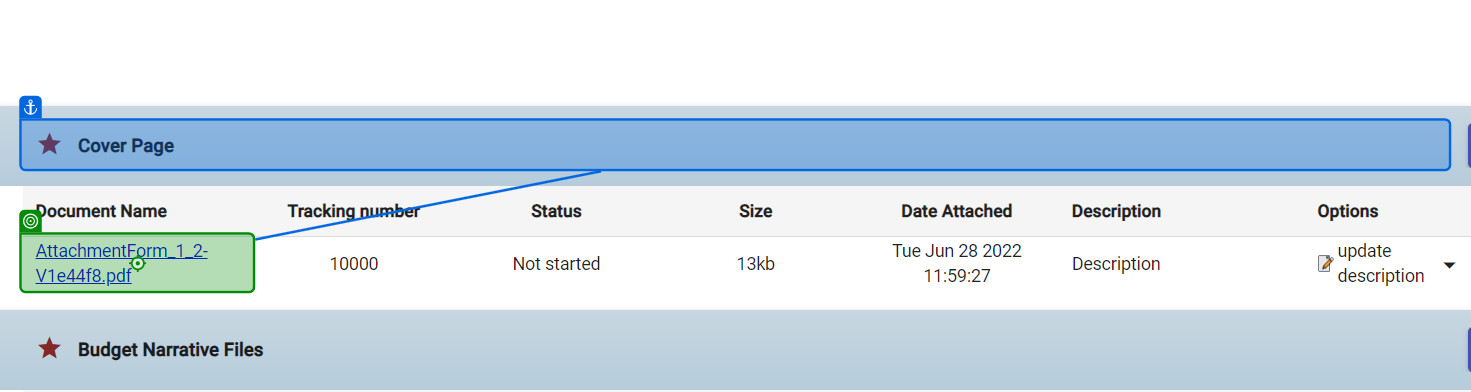 Cover Page
Document Name Tracking number Status Size Date Attached Description Options
AttachmentForm_1_2-
V1e44f8.pdf
10000
Not started
13kb
Tue Jun 28 2022
11:59:27
Description
update
description
Budget Narrative Files